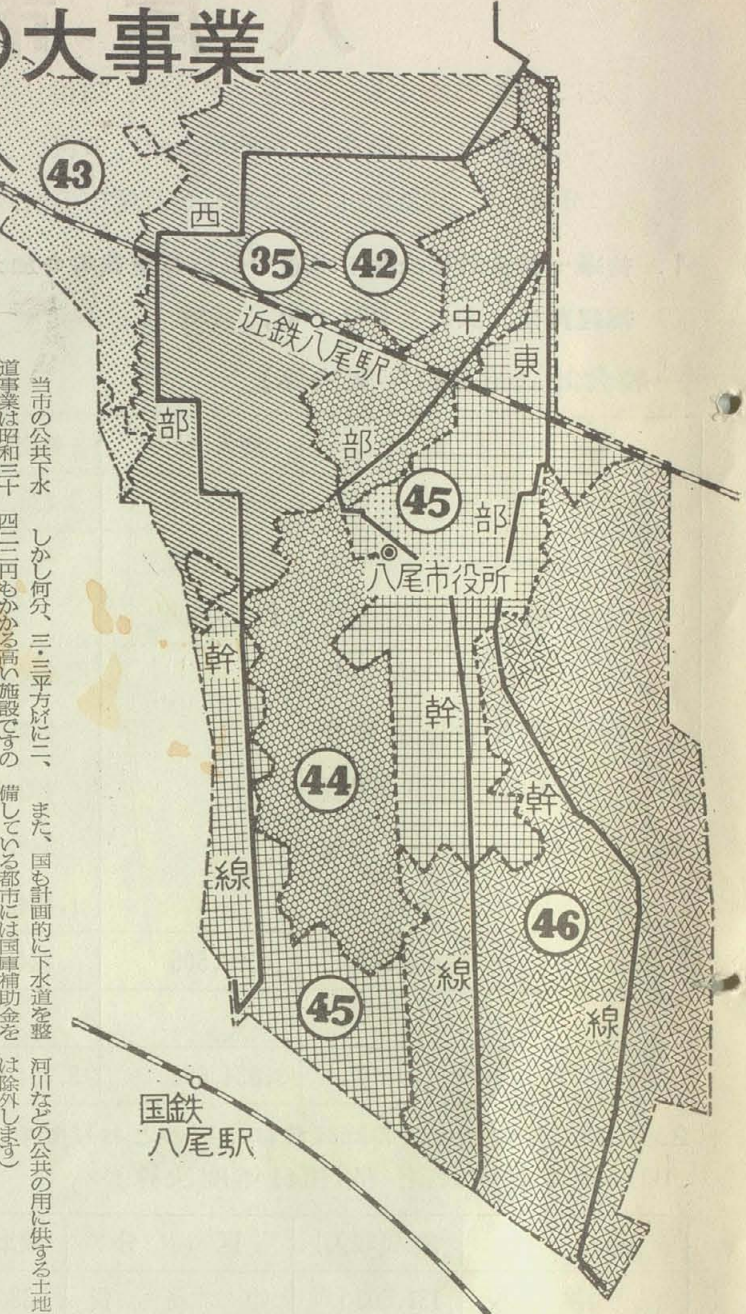 大事業
43
35～42
近鉄八尾駅
西部幹線
中部幹線
東部幹線
45
八尾市役所
44
46
45
国鉄
八尾駅
当市の公共下水
道事業は昭和三十
しかし何分、三・三平方㍍に二、
四二二円もかかる高い施設ですの
また、国も計画的に下水道を整
備している都市には国庫補助金を
河川などの公共の用に供する土地
は除外します）